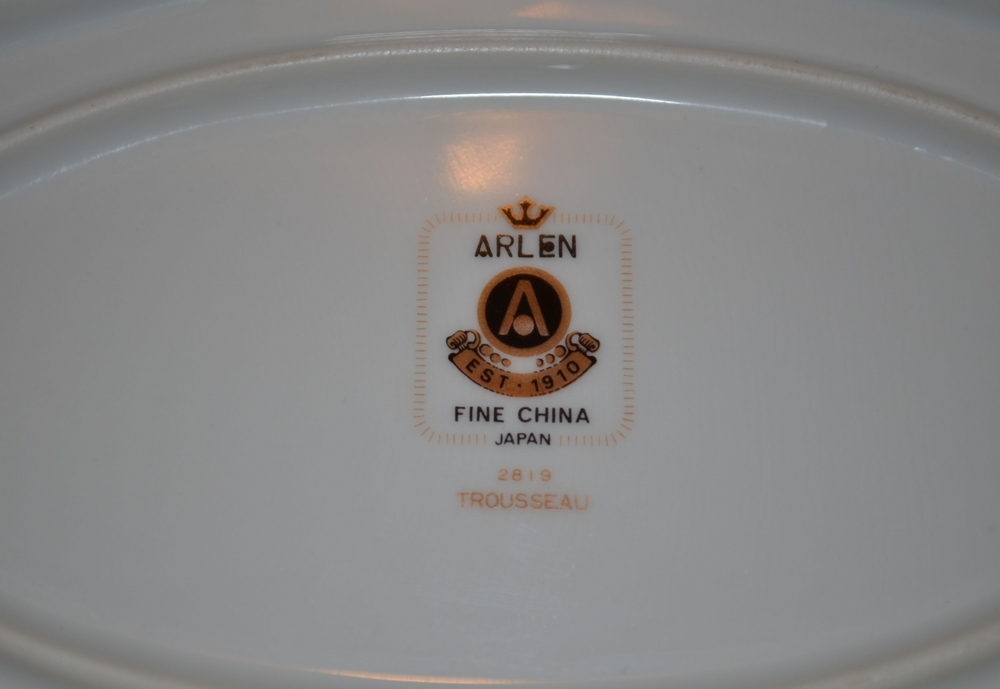 ARLEN
A
EST · 1910
FINE CHINA
JAPAN
2819
TROUSSEAU